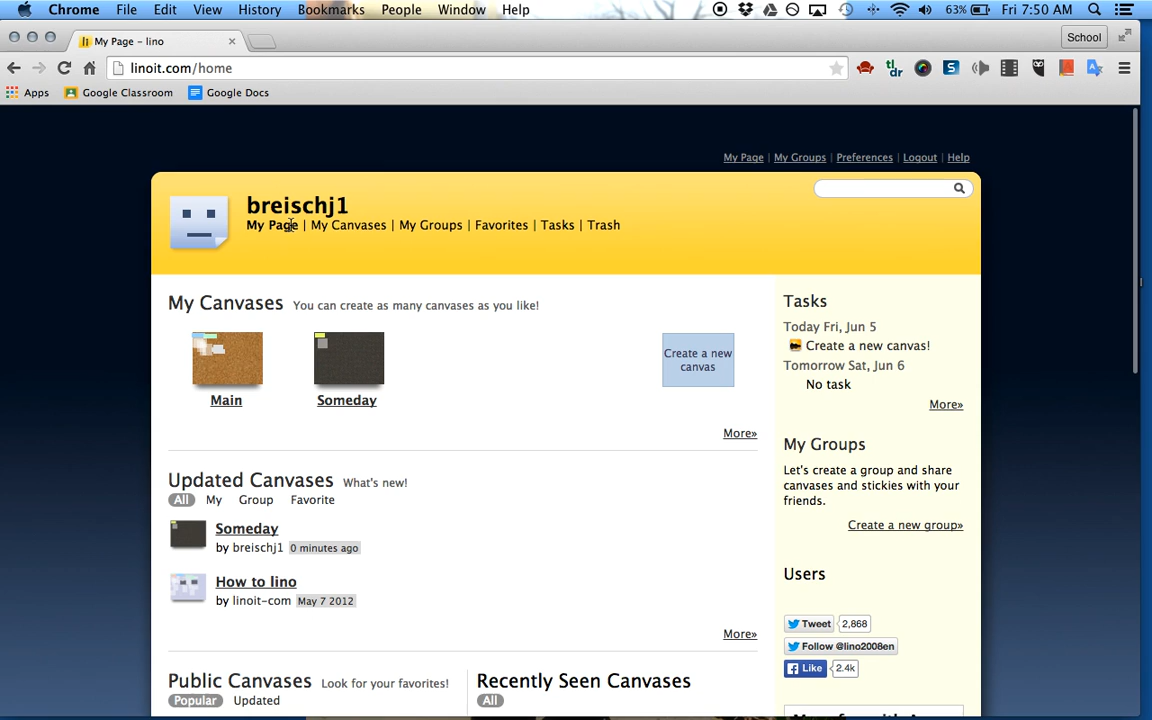 Chrome File Edit View History Bookmarks People Window Help 63% Fri 7:50 AM
My Page – lino School
linoit.com/home tl;dr S
Apps Google Classroom Google Docs
My Page | My Groups | Preferences | Logout | Help
breischj1
My Page | My Canvases | My Groups | Favorites | Tasks | Trash
My Canvases You can create as many canvases as you like!
Create a new
canvas
Main Someday
More»
Updated Canvases What's new!
All My Group Favorite
Someday
by breischj1 0 minutes ago
How to lino
by linoit-com May 7 2012
More»
Public Canvases Look for your favorites!
Popular Updated
Recently Seen Canvases
All
Tasks
Today Fri, Jun 5
Create a new canvas!
Tomorrow Sat, Jun 6
No task
More»
My Groups
Let's create a group and share
canvases and stickies with your
friends.
Create a new group»
Users
Tweet 2,868
Follow @lino2008en
Like 2.4k